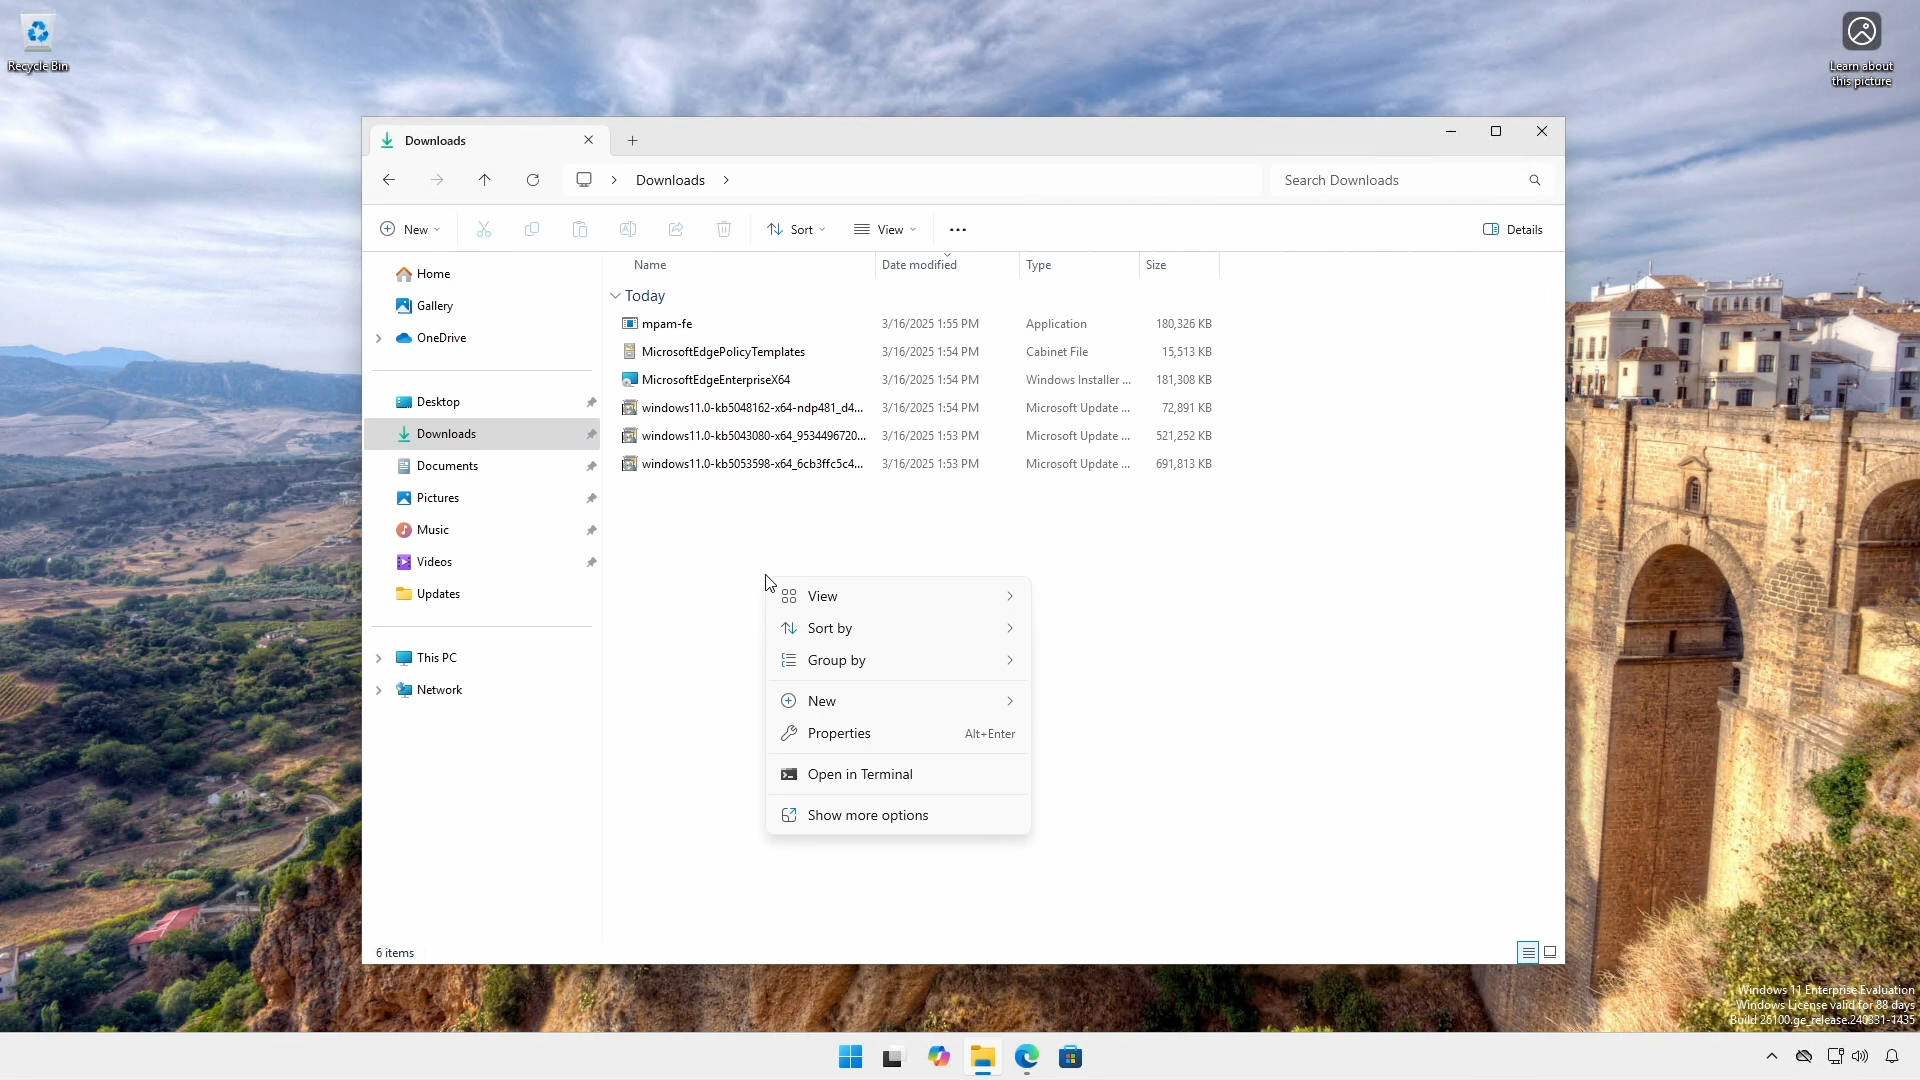 Recycle Bin
Learn about
this picture
Downloads
Downloads
Search Downloads
New
Sort
View
Details
Home
Gallery
OneDrive
Desktop
Downloads
Documents
Pictures
Music
Videos
Updates
This PC
Network
Name Date modified Type Size
Today
mpam-fe 3/16/2025 1:55 PM Application 180,326 KB
MicrosoftEdgePolicyTemplates 3/16/2025 1:54 PM Cabinet File 15,513 KB
MicrosoftEdgeEnterpriseX64 3/16/2025 1:54 PM Windows Installer ... 181,308 KB
windows11.0-kb5048162-x64-ndp481_d4... 3/16/2025 1:54 PM Microsoft Update ... 72,891 KB
windows11.0-kb5043080-x64_9534496720... 3/16/2025 1:53 PM Microsoft Update ... 521,252 KB
windows11.0-kb5053598-x64_6cb3ffc5c4... 3/16/2025 1:53 PM Microsoft Update ... 691,813 KB
View
Sort by
Group by
New
Properties Alt+Enter
Open in Terminal
Show more options
6 items
Windows 11 Enterprise Evaluation
Windows License valid for 88 days
Build 26100.ge_release.240331-1435